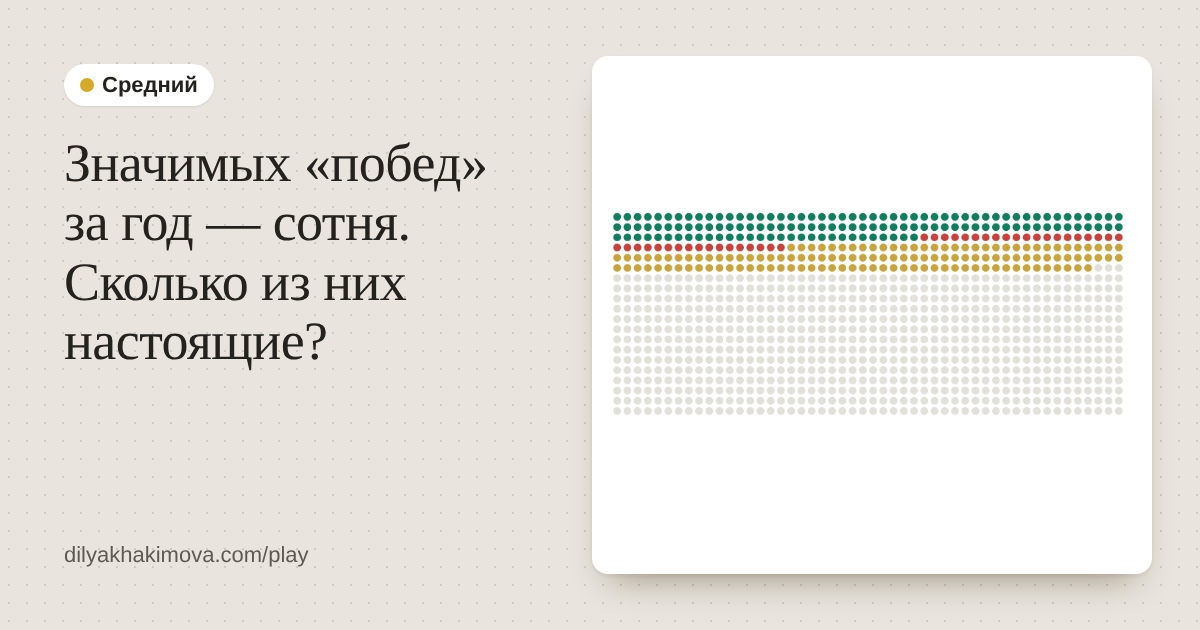 Средний
Значимых «побед»
за год — сотня.
Сколько из них
настоящие?
dilyakhakimova.com/play